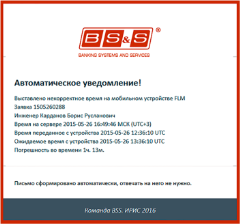 BS&S®
BANKING SYSTEMS AND SERVICES
Автоматическое уведомление!
Выставлено некорректное время на мобильном устройстве FLM
Заявка 1505260288
Инженер Карданов Борис Русланович
Время на сервере 2015-05-26 16:49:46 МСК (UTC+3)
Время переданное с устройства 2015-05-26 12:36:10 UTC
Ожидаемое время с устройства 2015-05-26 13:36:10 UTC
Погрешность во времени 1ч. 13м.
Письмо сформировано автоматически, отвечать на него не нужно.
Команда BSS. ИРИС 2016